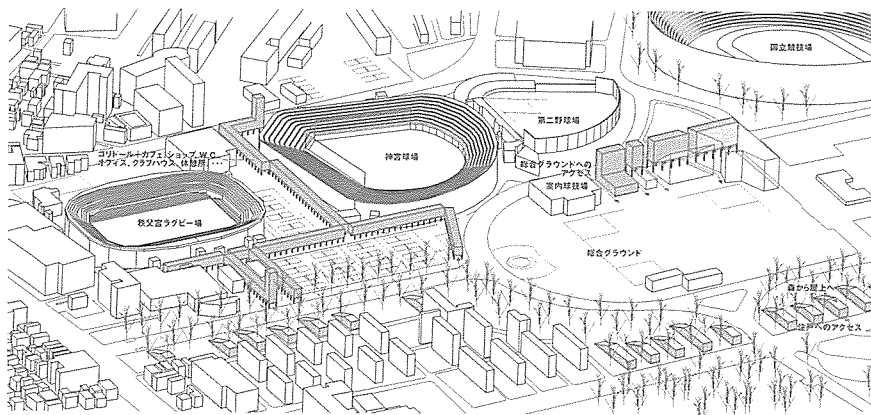 国立競技場
第二野球場
神宮球場
コリドール+カフェ、ショップ、W.C.
オフィス、クラブハウス、休憩所、...
総合グラウンドへの
アクセス
室内球技場
秩父宮ラグビー場
総合グラウンド
森から屋上へ
住戸へのアクセス